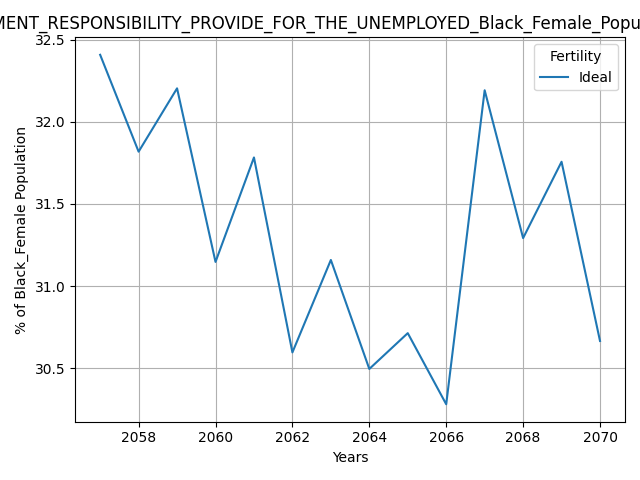 MENT_RESPONSIBILITY_PROVIDE_FOR_THE_UNEMPLOYED_Black_Female_Popu
Fertility
Ideal
% of Black_Female Population
32.5
32.0
31.5
31.0
30.5
2058 2060 2062 2064 2066 2068 2070
Years